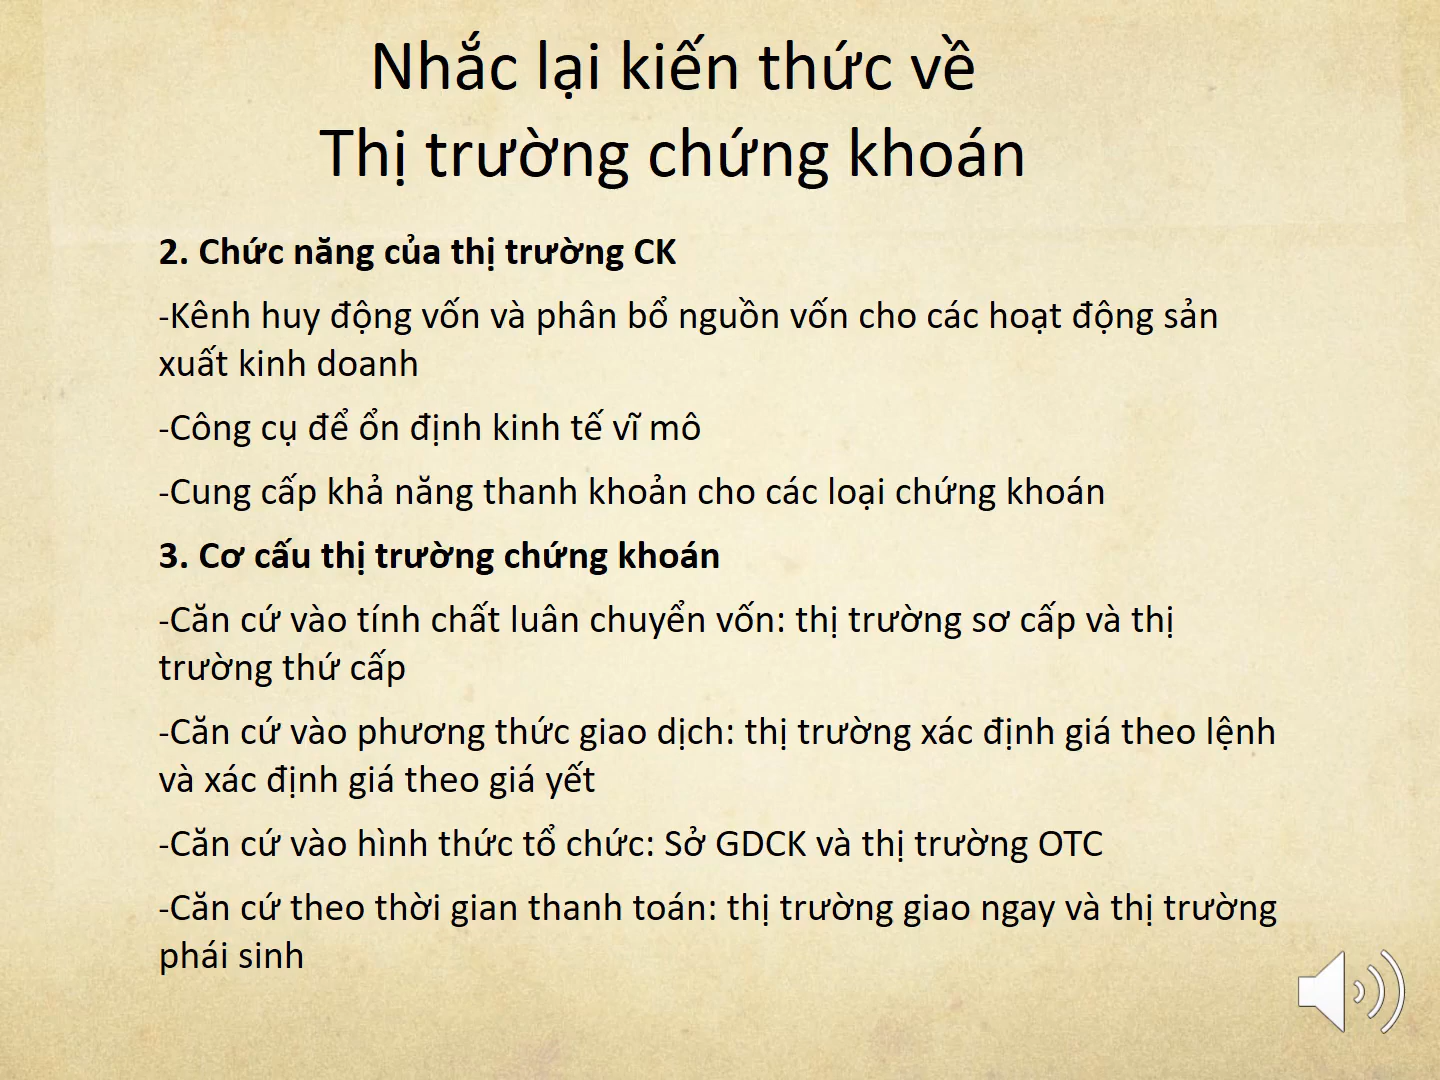 Nhắc lại kiến thức về
Thị trường chứng khoán
2. Chức năng của thị trường CK
-Kênh huy động vốn và phân bổ nguồn vốn cho các hoạt động sản
xuất kinh doanh
-Công cụ để ổn định kinh tế vĩ mô
-Cung cấp khả năng thanh khoản cho các loại chứng khoán
3. Cơ cấu thị trường chứng khoán
-Căn cứ vào tính chất luân chuyển vốn: thị trường sơ cấp và thị
trường thứ cấp
-Căn cứ vào phương thức giao dịch: thị trường xác định giá theo lệnh
và xác định giá theo giá yết
-Căn cứ vào hình thức tổ chức: Sở GDCK và thị trường OTC
-Căn cứ theo thời gian thanh toán: thị trường giao ngay và thị trường
phái sinh